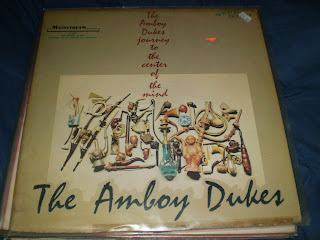 The
Amboy
Dukes
journey
to
the
center
of
the
mind
MAINSTREAM
The Amboy Dukes